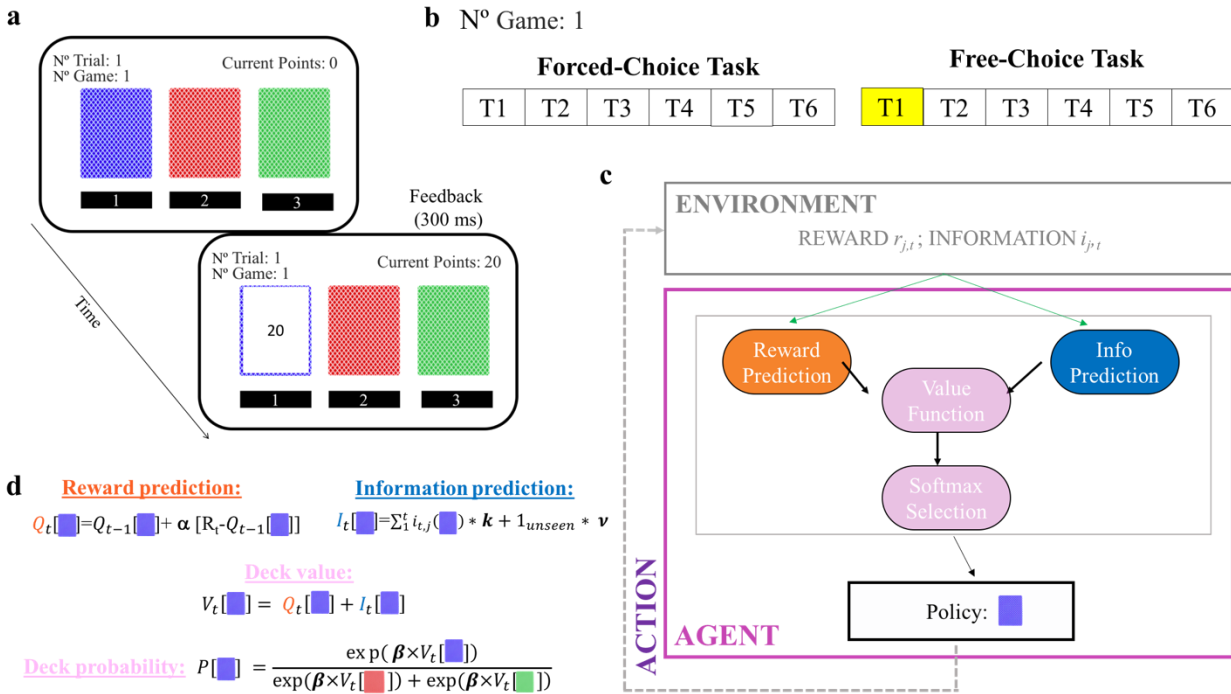 a
Nº Trial: 1
Nº Game: 1
Current Points: 0
1 2 3
Feedback
(300 ms)
Nº Trial: 1
Nº Game: 1
Current Points: 20
20
1 2 3
Time
b Nº Game: 1
Forced-Choice Task
T1 T2 T3 T4 T5 T6
Free-Choice Task
T1 T2 T3 T4 T5 T6
c
ENVIRONMENT
REWARD r_{j,t}; INFORMATION i_{j,t}
Reward
Prediction
Info
Prediction
Value
Function
Softmax
Selection
Policy:
ACTION
AGENT
d
Reward prediction:
Q_t[ ]=Q_{t-1}[ ]+ α [R_t-Q_{t-1}[ ]]
Information prediction:
I_t[ ]=∑_1^t i_{t,j}( ) * k + 1_{unseen} * ν
Deck value:
V_t[ ] = Q_t[ ] + I_t[ ]
Deck probability: P[ ] = exp(β×V_t[ ])
exp(β×V_t[ ]) + exp(β×V_t[ ])